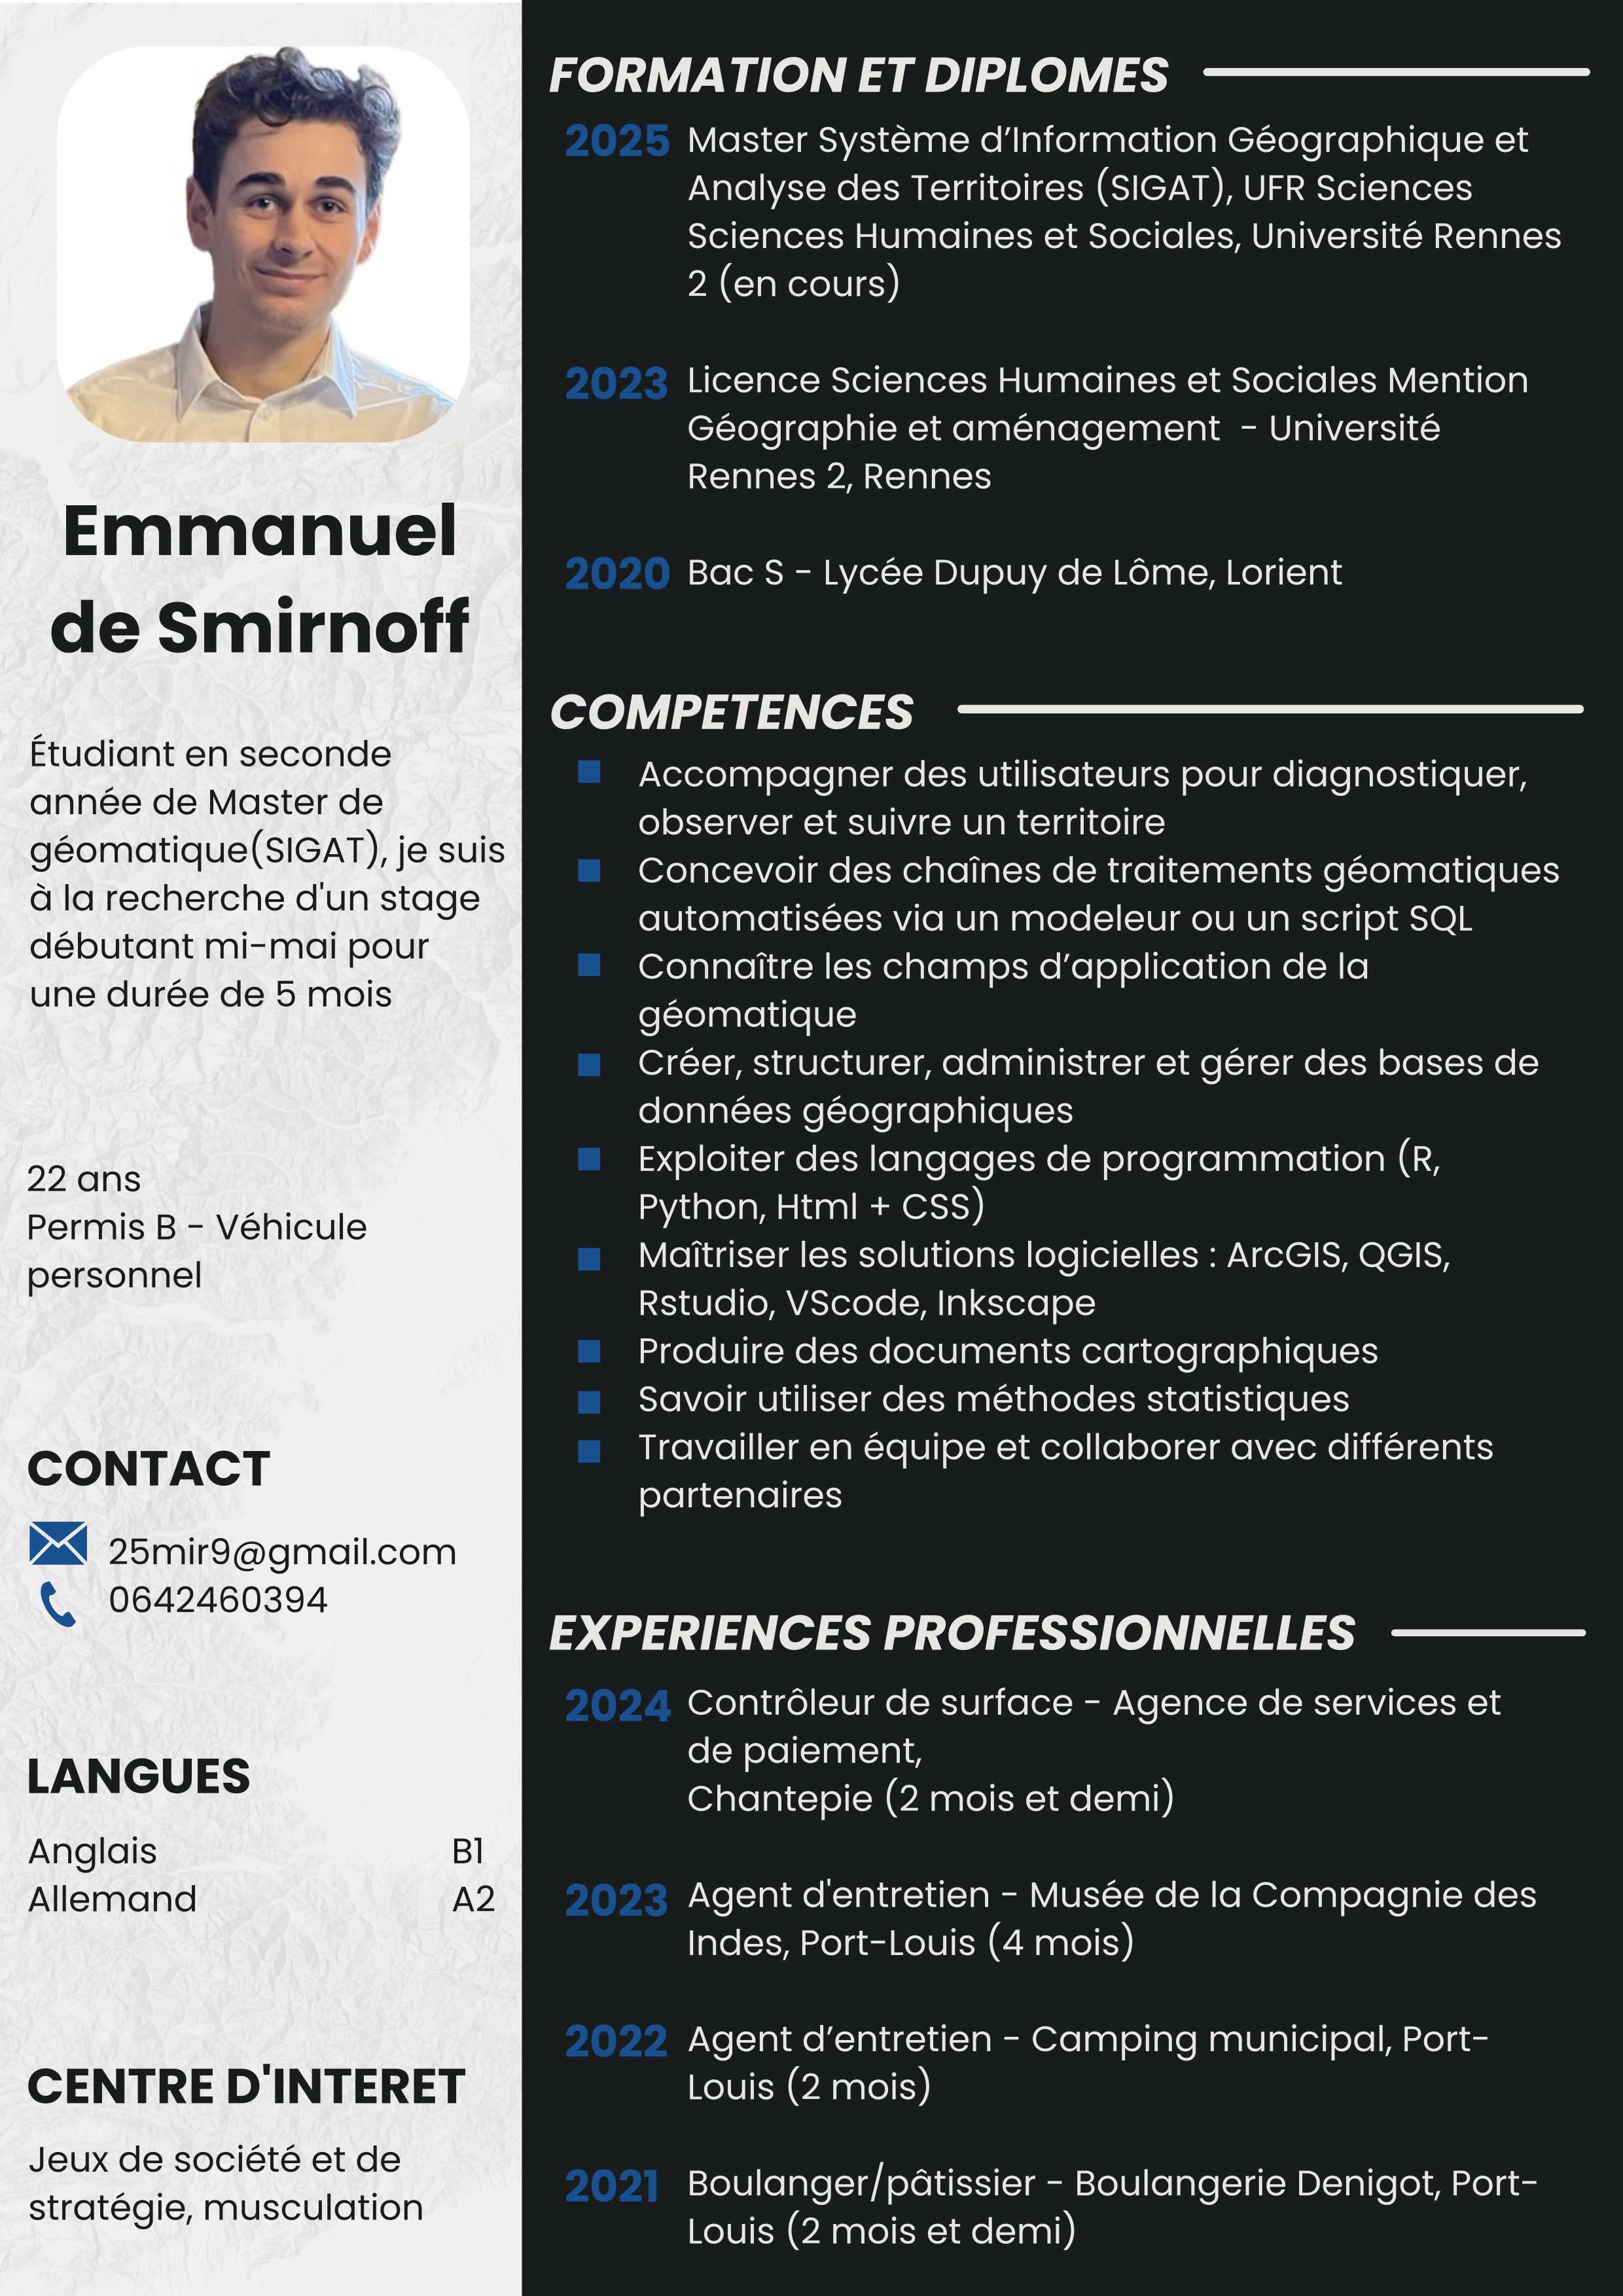 Emmanuel
de Smirnoff
Étudiant en seconde
année de Master de
géomatique(SIGAT), je suis
à la recherche d'un stage
débutant mi-mai pour
une durée de 5 mois
22 ans
Permis B - Véhicule
personnel
CONTACT
25mir9@gmail.com
0642460394
LANGUES
Anglais B1
Allemand A2
CENTRE D'INTERET
Jeux de société et de
stratégie, musculation
FORMATION ET DIPLOMES
2025 Master Système d’Information Géographique et
Analyse des Territoires (SIGAT), UFR Sciences
Sciences Humaines et Sociales, Université Rennes
2 (en cours)
2023 Licence Sciences Humaines et Sociales Mention
Géographie et aménagement - Université
Rennes 2, Rennes
2020 Bac S - Lycée Dupuy de Lôme, Lorient
COMPETENCES
Accompagner des utilisateurs pour diagnostiquer,
observer et suivre un territoire
Concevoir des chaînes de traitements géomatiques
automatisées via un modeleur ou un script SQL
Connaître les champs d’application de la
géomatique
Créer, structurer, administrer et gérer des bases de
données géographiques
Exploiter des langages de programmation (R,
Python, Html + CSS)
Maîtriser les solutions logicielles : ArcGIS, QGIS,
Rstudio, VScode, Inkscape
Produire des documents cartographiques
Savoir utiliser des méthodes statistiques
Travailler en équipe et collaborer avec différents
partenaires
EXPERIENCES PROFESSIONNELLES
2024 Contrôleur de surface - Agence de services et
de paiement,
Chantepie (2 mois et demi)
2023 Agent d'entretien - Musée de la Compagnie des
Indes, Port-Louis (4 mois)
2022 Agent d’entretien - Camping municipal, Port-
Louis (2 mois)
2021 Boulanger/pâtissier - Boulangerie Denigot, Port-
Louis (2 mois et demi)